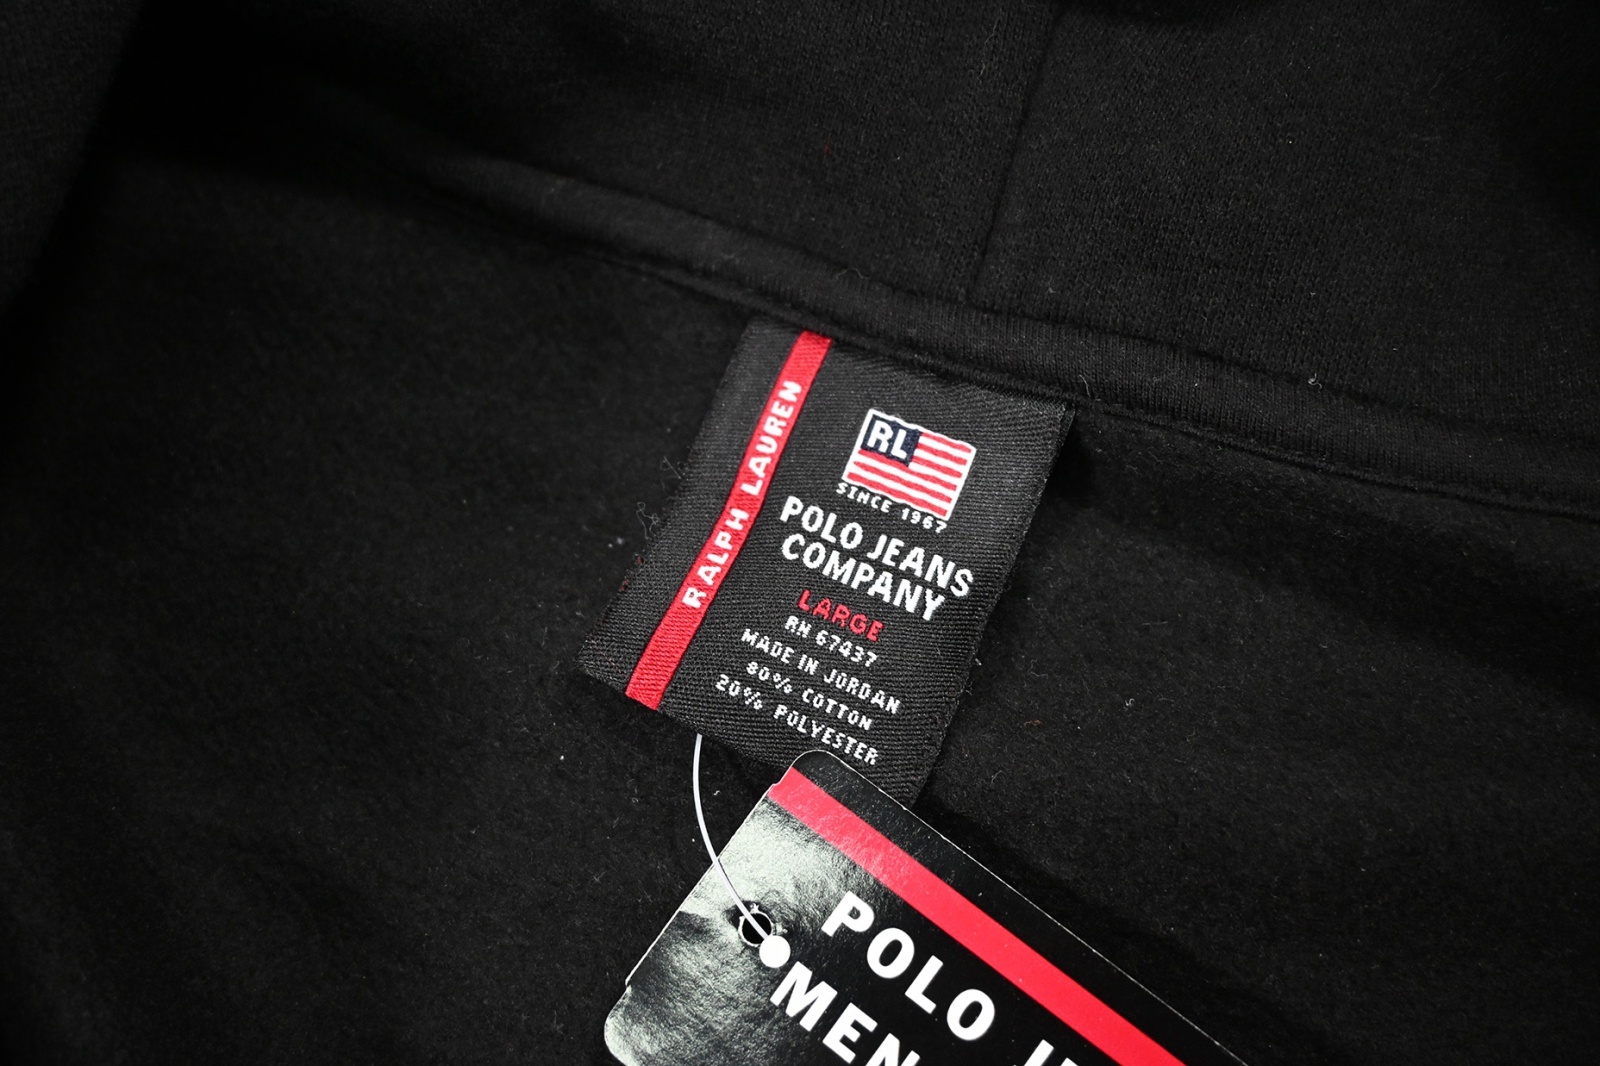 RALPH LAUREN
RL
SINCE 1967
POLO JEANS
COMPANY
LARGE
RN 67437
MADE IN JORDAN
80% COTTON
20% POLYESTER
POLO
MEN